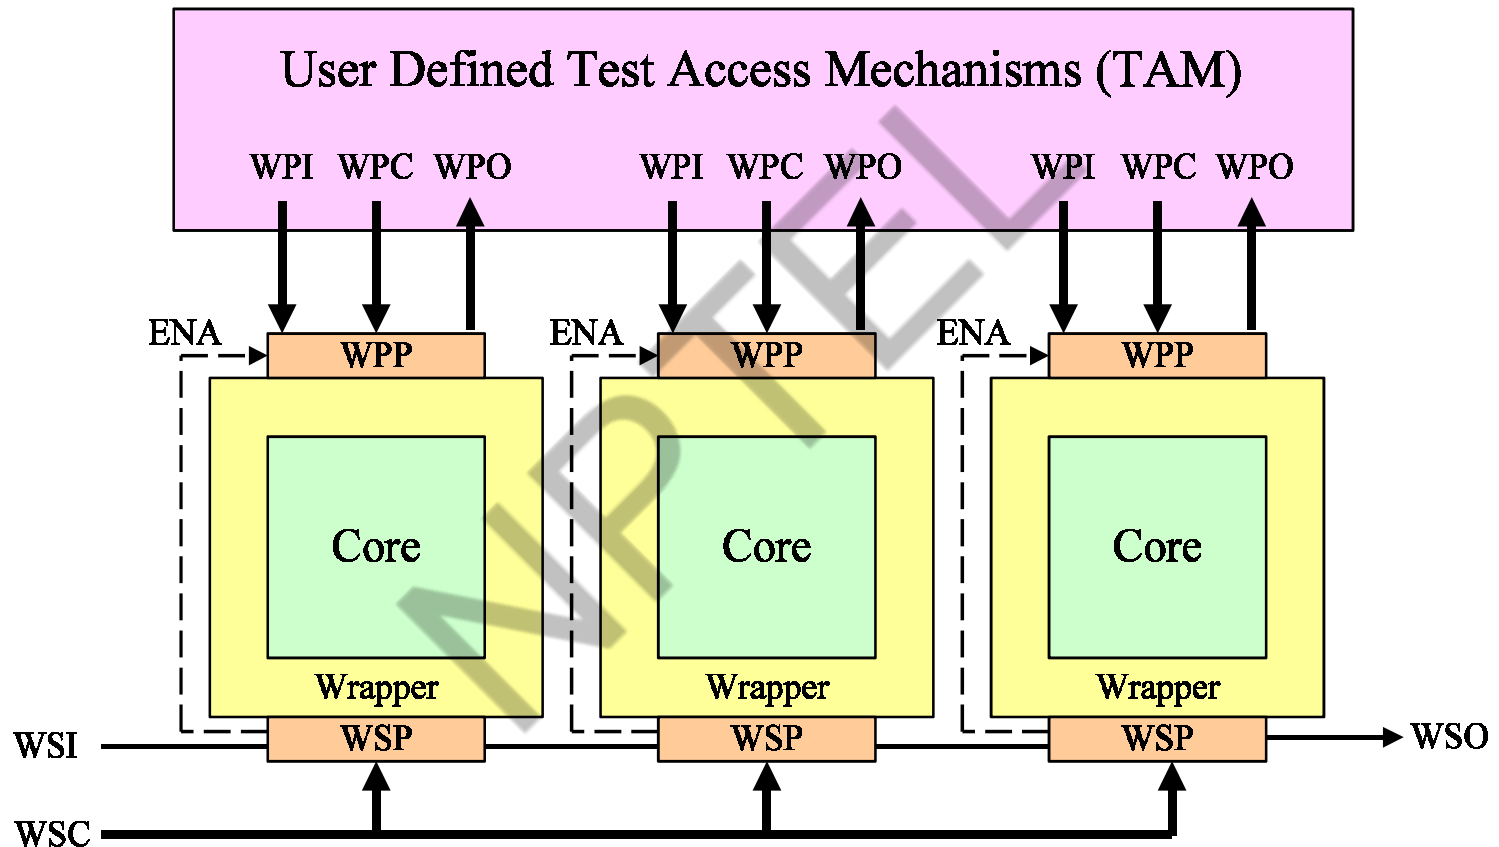 User Defined Test Access Mechanisms (TAM)
WPI WPC WPO WPI WPC WPO WPI WPC WPO
ENA ENA ENA
WPP WPP WPP
Core Core Core
Wrapper Wrapper Wrapper
WSI WSP WSP WSP WSO
WSC
NPTEL